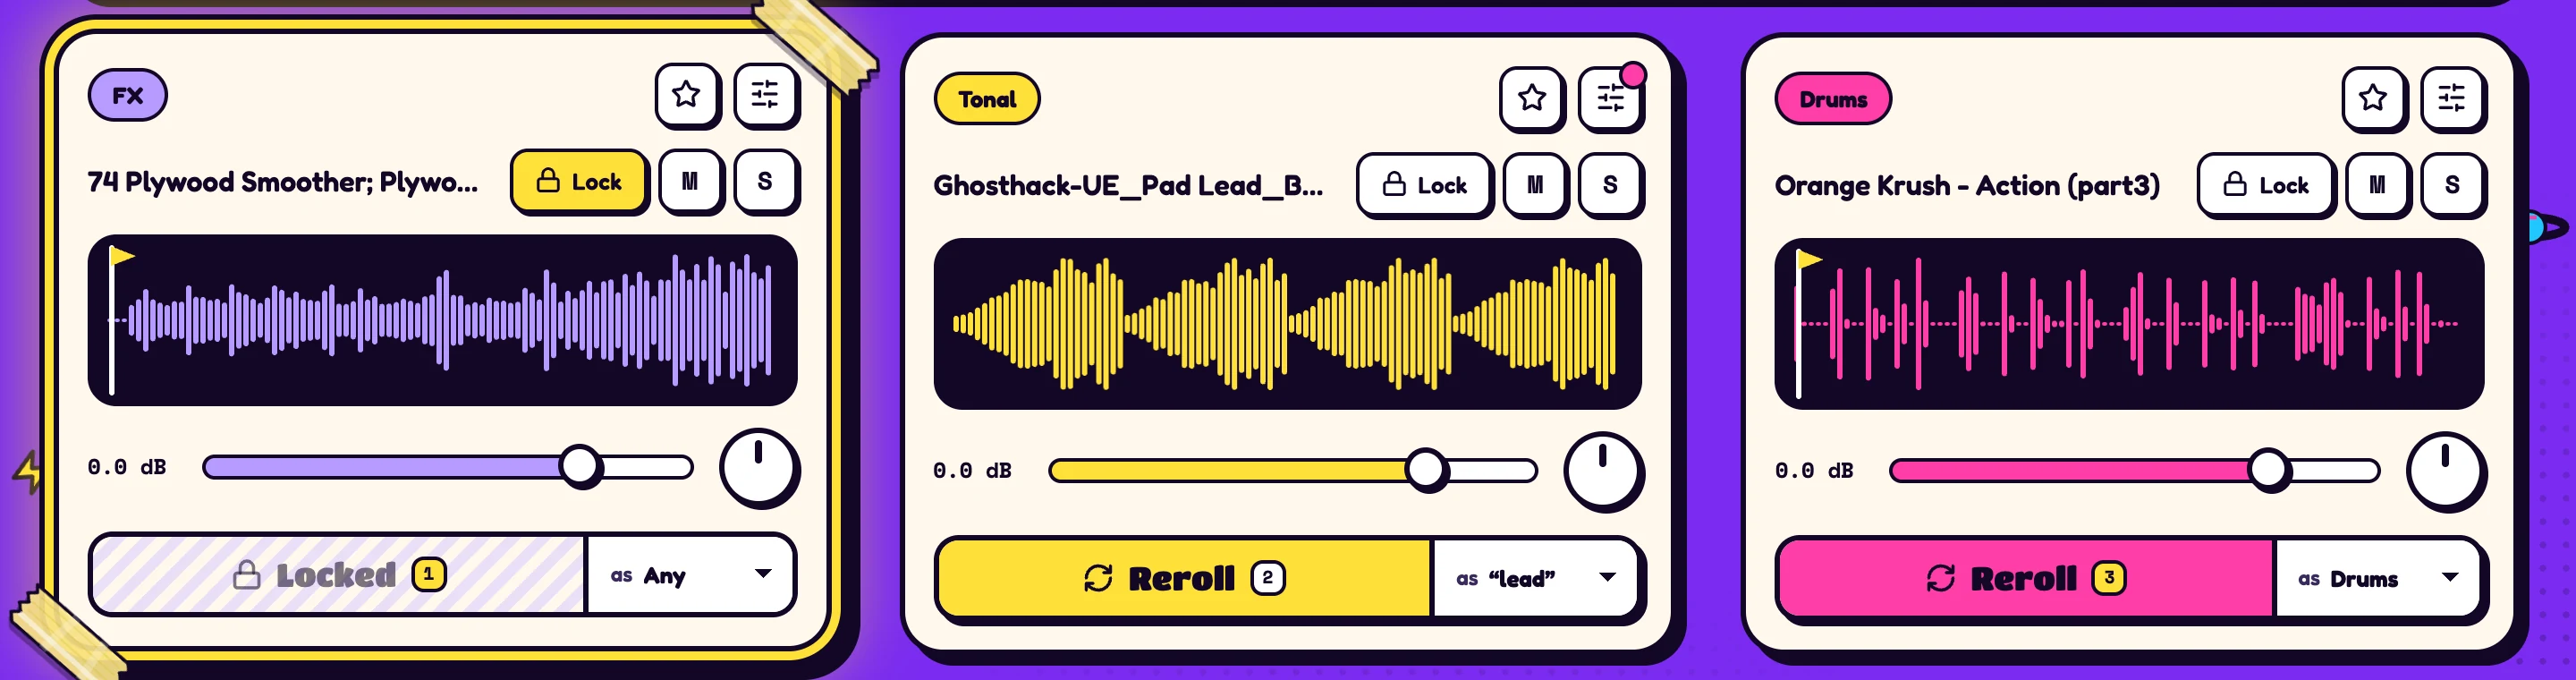 FX
74 Plywood Smoother; Plywo... Lock M S
0.0 dB
Locked 1 as Any
Tonal
Ghosthack-UE_Pad Lead_B... Lock M S
0.0 dB
Reroll 2 as “lead”
Drums
Orange Krush - Action (part3) Lock M S
0.0 dB
Reroll 3 as Drums